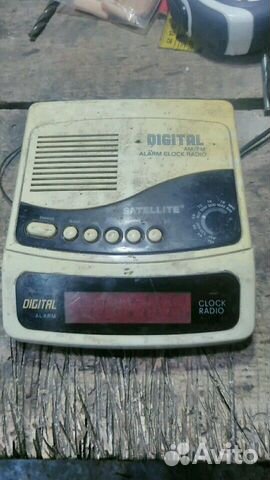 DIGITAL
AM/FM
ALARM CLOCK RADIO
SATELLITE
DIGITAL
ALARM
CLOCK
RADIO
Avito